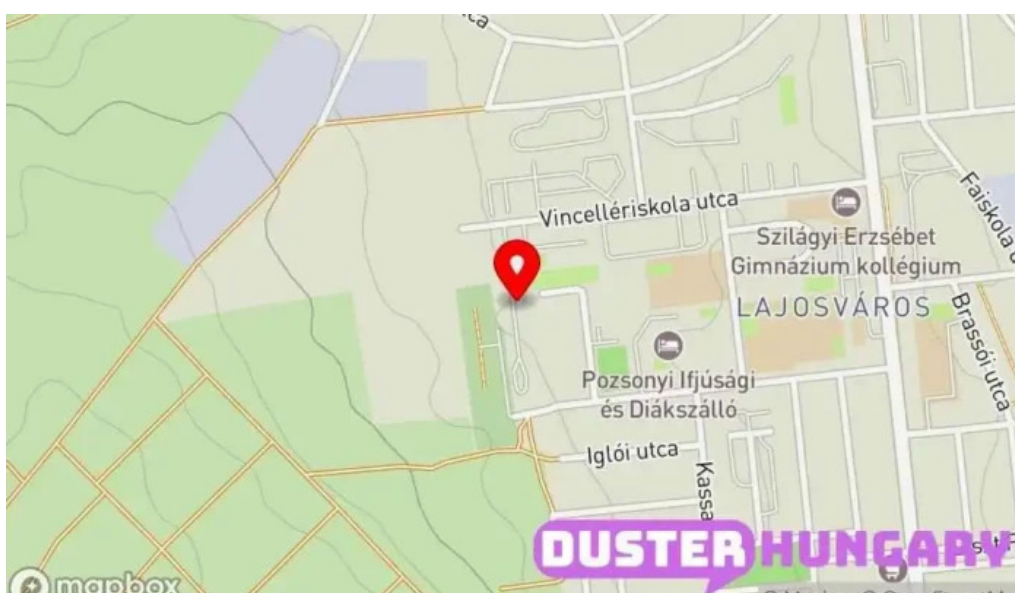 Vincellériskola utca
Szilágyi Erzsébet
Gimnázium kollégium
Faiskola u
LAJOSVÁROS
Brassói utca
Pozsonyi Ifjúsági
és Diákszálló
Iglói utca
Kassa
DUSTER HUNGARY
mapbox